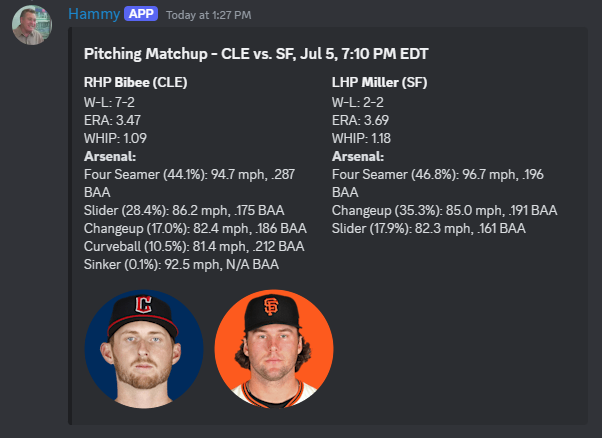 Hammy APP Today at 1:27 PM
Pitching Matchup - CLE vs. SF, Jul 5, 7:10 PM EDT
RHP Bibee (CLE)
W-L: 7-2
ERA: 3.47
WHIP: 1.09
Arsenal:
Four Seamer (44.1%): 94.7 mph, .287
BAA
Slider (28.4%): 86.2 mph, .175 BAA
Changeup (17.0%): 82.4 mph, .186 BAA
Curveball (10.5%): 81.4 mph, .212 BAA
Sinker (0.1%): 92.5 mph, N/A BAA
LHP Miller (SF)
W-L: 2-2
ERA: 3.69
WHIP: 1.18
Arsenal:
Four Seamer (46.8%): 96.7 mph, .196
BAA
Changeup (35.3%): 85.0 mph, .191 BAA
Slider (17.9%): 82.3 mph, .161 BAA
C
SF